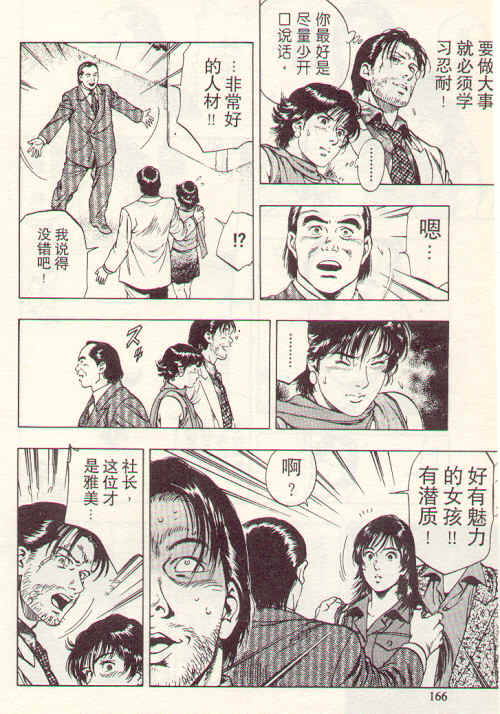 要做大事
就必须学
习忍耐！
你最好是
尽量少开
口说话。
………
…非常好
的人材!!
!?
我说得
没错吧！
嗯…
………
ズッ
好有魅力
的女孩!!
有潜质！
啊？
社长，
这位才
是雅美…
166